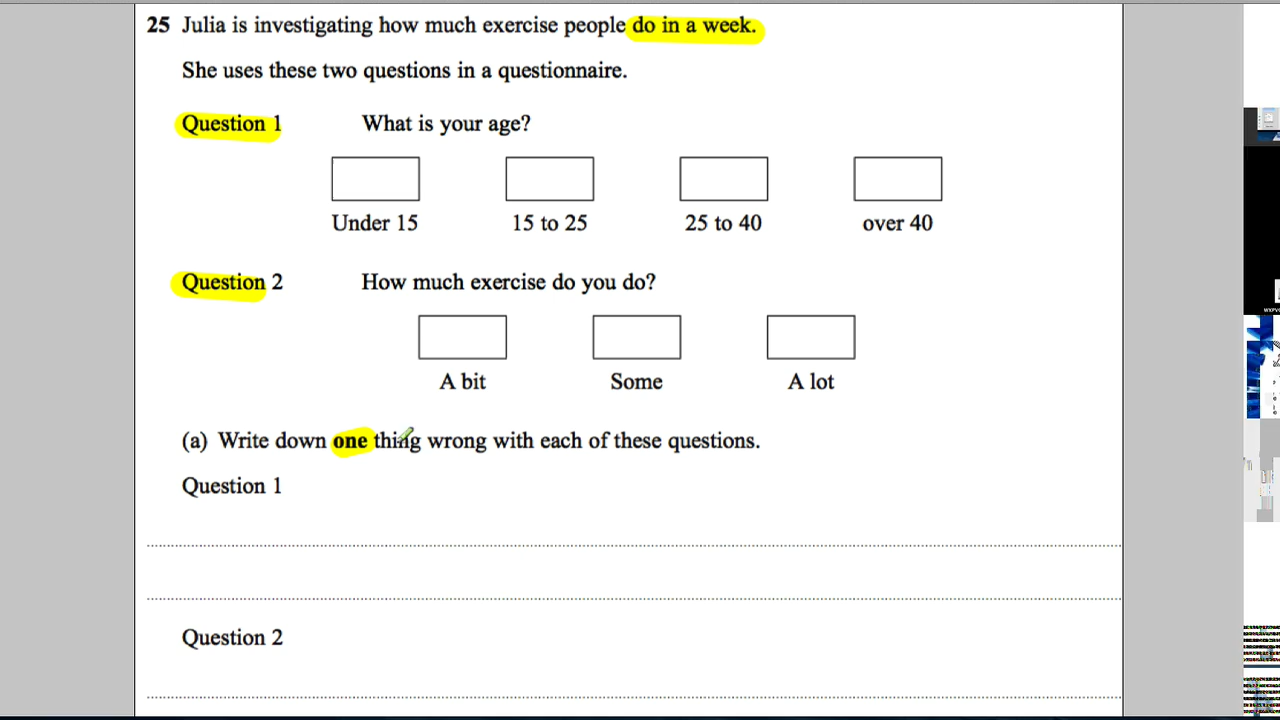 25 Julia is investigating how much exercise people do in a week.
She uses these two questions in a questionnaire.
Question 1 What is your age?
Under 15 15 to 25 25 to 40 over 40
Question 2 How much exercise do you do?
A bit Some A lot
(a) Write down one thing wrong with each of these questions.
Question 1
Question 2